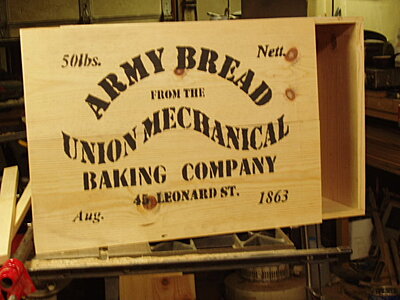 50lbs. Nett.
ARMY BREAD
FROM THE
UNION MECHANICAL
BAKING COMPANY
45 LEONARD ST.
Aug. 1863